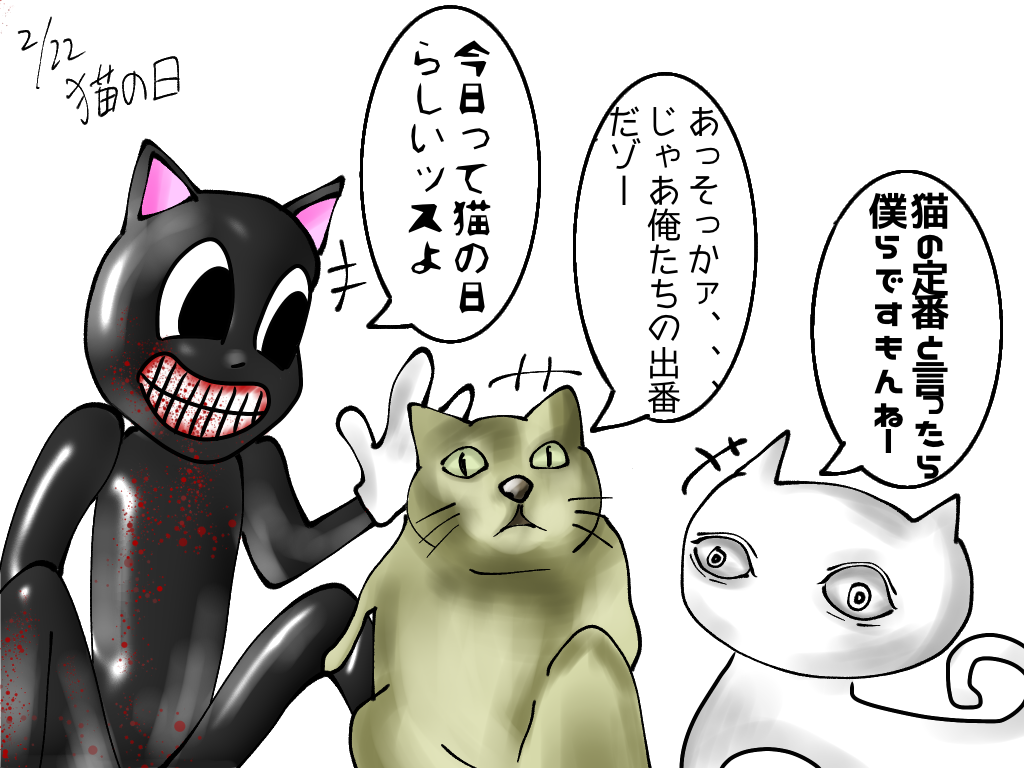 2/22
猫の日
今日って猫の日
らしいッスよ
あっそっかァ、、、
じゃあ俺たちの出番
だゾー
猫の定番と言ったら
僕らですもんねー